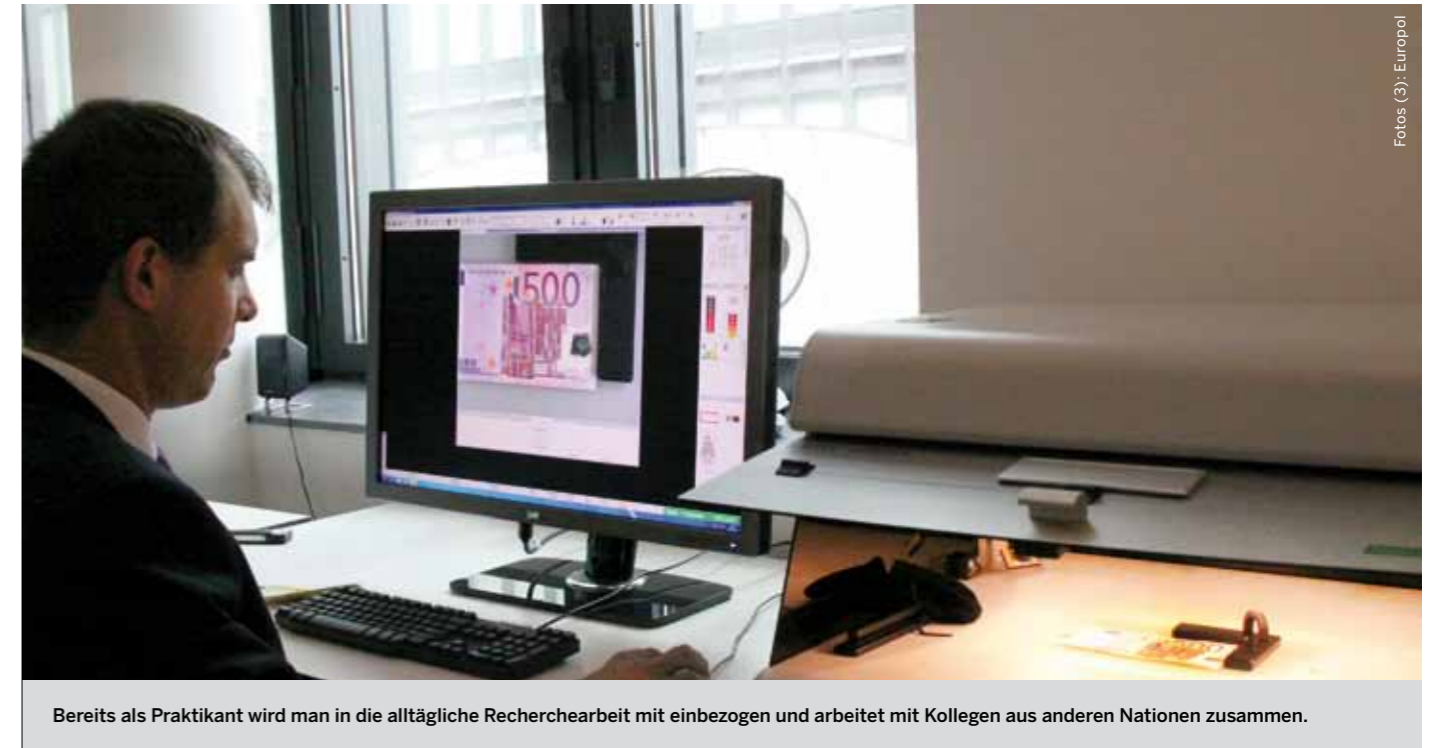 Fotos (3): Europol
500
Bereits als Praktikant wird man in die alltägliche Recherchearbeit mit einbezogen und arbeitet mit Kollegen aus anderen Nationen zusammen.